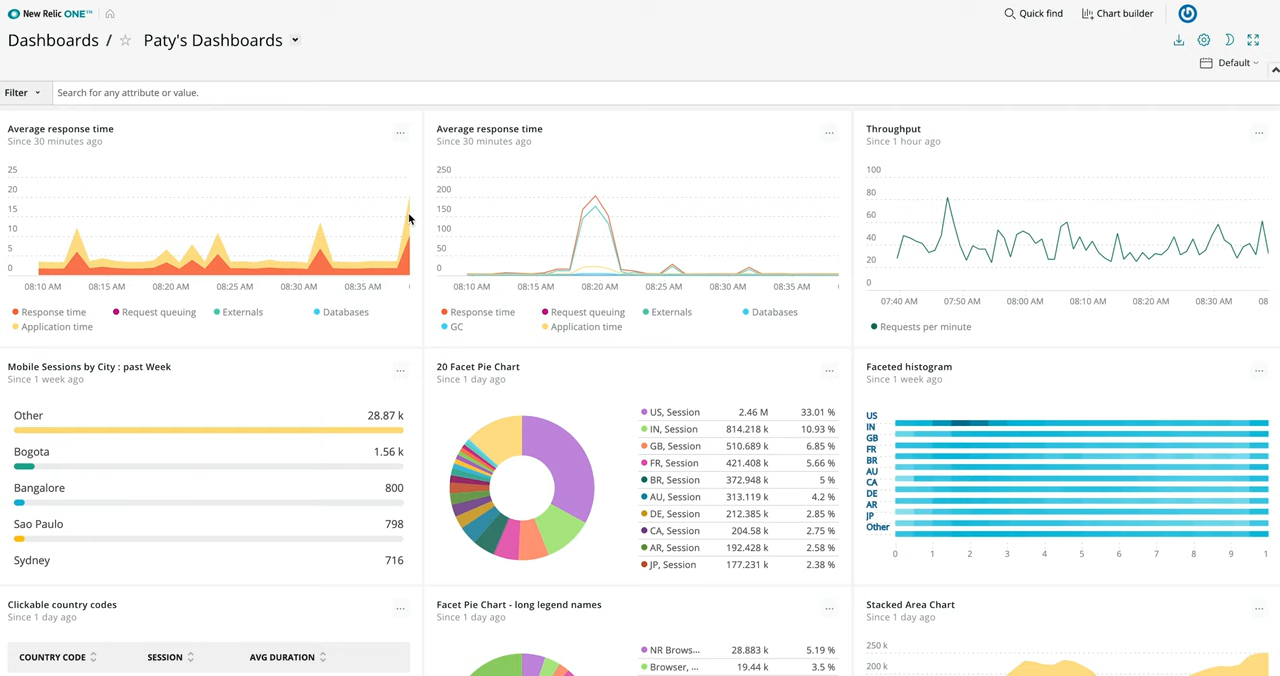 New Relic ONE™
Quick find
Chart builder
Dashboards / ☆ Paty's Dashboards
Default
Filter
Search for any attribute or value.
Average response time
Since 30 minutes ago
25
20
15
10
5
0
08:10 AM 08:15 AM 08:20 AM 08:25 AM 08:30 AM 08:35 AM
Response time Request queuing Externals Databases
Application time
Average response time
Since 30 minutes ago
250
200
150
100
50
0
08:10 AM 08:15 AM 08:20 AM 08:25 AM 08:30 AM 08:35 AM
Response time Request queuing Externals Databases
GC Application time
Throughput
Since 1 hour ago
100
80
60
40
20
0
07:40 AM 07:50 AM 08:00 AM 08:10 AM 08:20 AM 08:30 AM 08
Requests per minute
Mobile Sessions by City : past Week
Since 1 week ago
Other 28.87 k
Bogota 1.56 k
Bangalore 800
Sao Paulo 798
Sydney 716
20 Facet Pie Chart
Since 1 day ago
US, Session 2.46 M 33.01 %
IN, Session 814.218 k 10.93 %
GB, Session 510.689 k 6.85 %
FR, Session 421.408 k 5.66 %
BR, Session 372.948 k 5 %
AU, Session 313.119 k 4.2 %
DE, Session 212.385 k 2.85 %
CA, Session 204.58 k 2.75 %
AR, Session 192.428 k 2.58 %
JP, Session 177.231 k 2.38 %
Faceted histogram
Since 1 week ago
US
IN
GB
FR
BR
AU
CA
DE
AR
JP
Other
0 1 2 3 4 5 6 7 8 9 1
Clickable country codes
Since 1 day ago
COUNTRY CODE SESSION AVG DURATION
Facet Pie Chart - long legend names
Since 1 day ago
NR Brows... 28.883 k 5.19 %
Browser, ... 19.44 k 3.5 %
Stacked Area Chart
Since 1 day ago
250 k
200 k